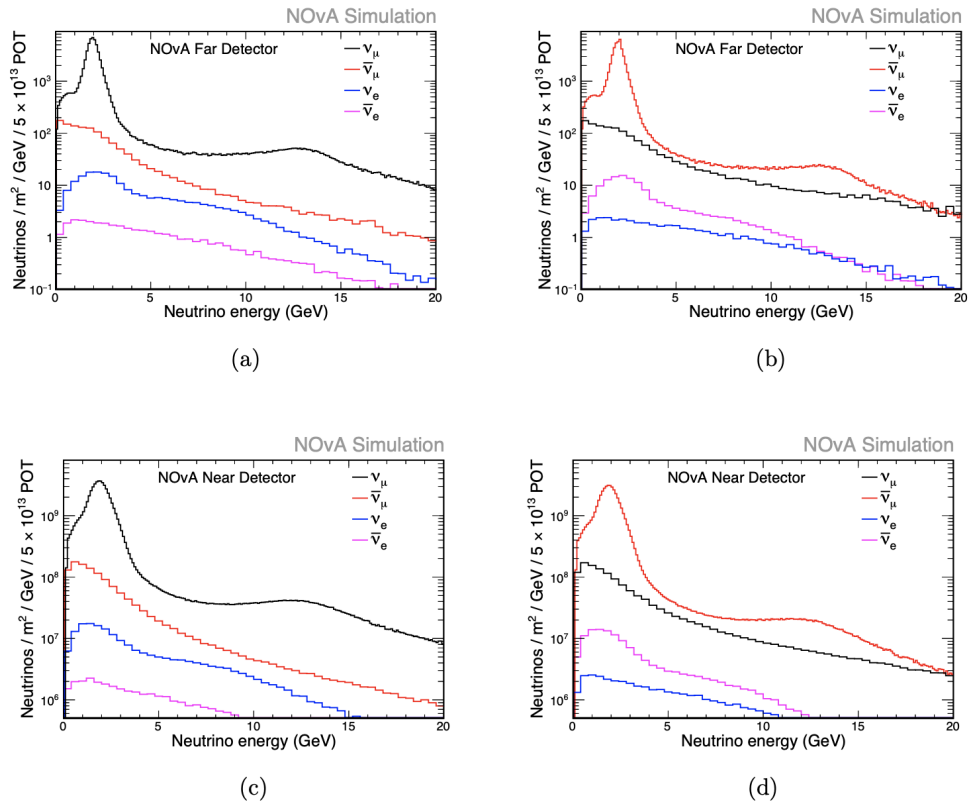 NOvA Simulation
NOvA Far Detector
νμ
ν̅μ
νe
ν̅e
Neutrinos / m² / GeV / 5 × 10¹³ POT
10³
10²
10
1
10⁻¹
0 5 10 15 20
Neutrino energy (GeV)
(a)
NOvA Simulation
NOvA Far Detector
νμ
ν̅μ
νe
ν̅e
Neutrinos / m² / GeV / 5 × 10¹³ POT
10³
10²
10
1
10⁻¹
0 5 10 15 20
Neutrino energy (GeV)
(b)
NOvA Simulation
NOvA Near Detector
νμ
ν̅μ
νe
ν̅e
Neutrinos / m² / GeV / 5 × 10¹³ POT
10⁹
10⁸
10⁷
10⁶
0 5 10 15 20
Neutrino energy (GeV)
(c)
NOvA Simulation
NOvA Near Detector
νμ
ν̅μ
νe
ν̅e
Neutrinos / m² / GeV / 5 × 10¹³ POT
10⁹
10⁸
10⁷
10⁶
0 5 10 15 20
Neutrino energy (GeV)
(d)